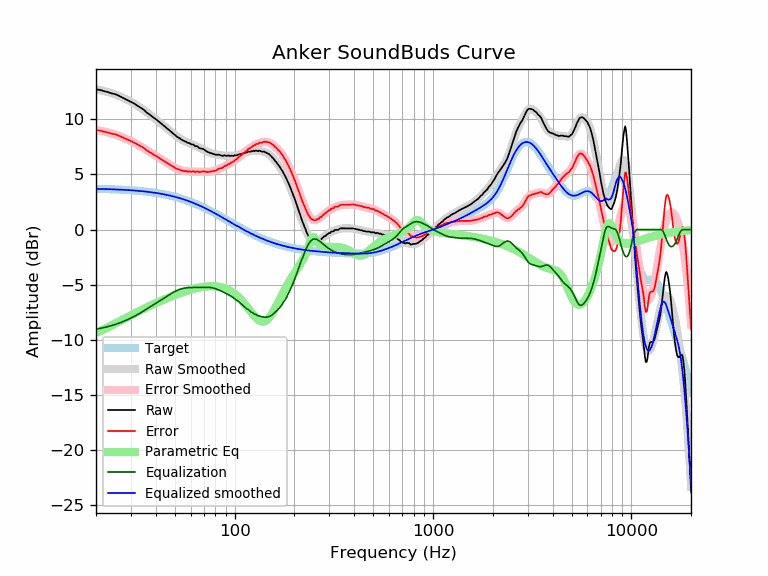 Anker SoundBuds Curve
Amplitude (dBr)
10
5
0
−5
−10
−15
−20
−25
Target
Raw Smoothed
Error Smoothed
Raw
Error
Parametric Eq
Equalization
Equalized smoothed
100 1000 10000
Frequency (Hz)